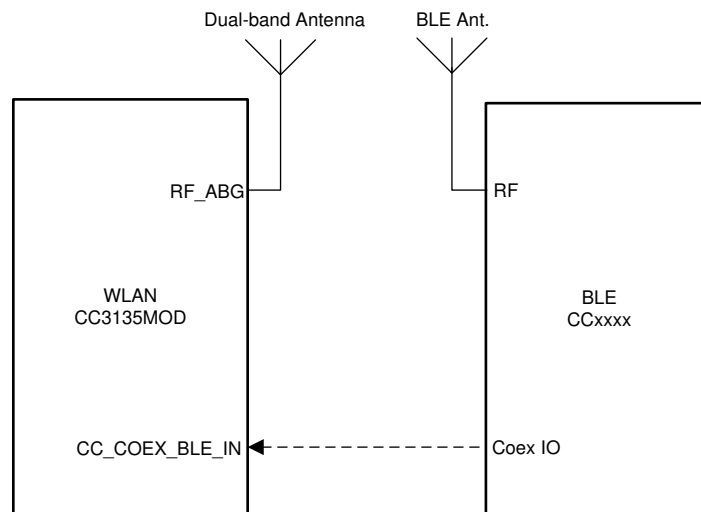 Dual-band Antenna
BLE Ant.
RF_ABG
RF
WLAN
CC3135MOD
BLE
CCxxxx
CC_COEX_BLE_IN
Coex IO